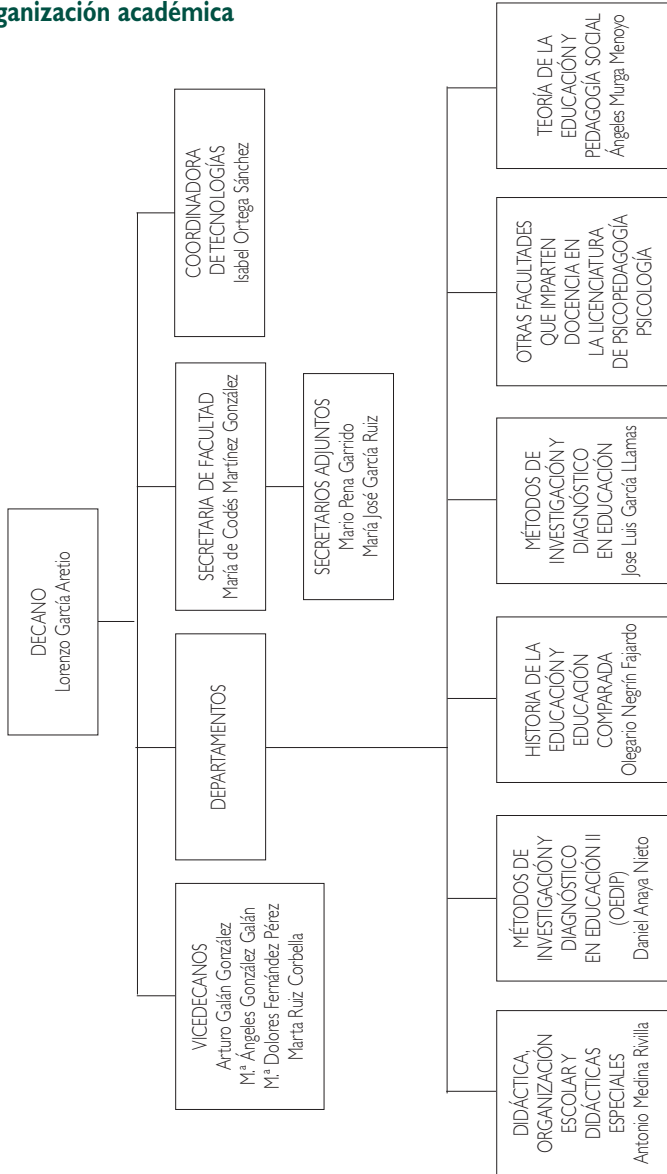 ganización académica
DECANO
Lorenzo García Aretio
VICEDECANOS
Arturo Galán González
M.ª Ángeles González Galán
M.ª Dolores Fernández Pérez
Marta Ruiz Corbella
DEPARTAMENTOS
SECRETARIA DE FACULTAD
María de Codés Martínez González
COORDINADORA
DE TECNOLOGÍAS
Isabel Ortega Sánchez
SECRETARIOS ADJUNTOS
Mario Pena Garrido
María José García Ruiz
DIDÁCTICA,
ORGANIZACIÓN
ESCOLAR Y
DIDÁCTICAS
ESPECIALES
Antonio Medina Rivilla
MÉTODOS DE
INVESTIGACIÓN Y
DIAGNÓSTICO
EN EDUCACIÓN II
(OEDIP)
Daniel Anaya Nieto
HISTORIA DE LA
EDUCACIÓN Y
EDUCACIÓN
COMPARADA
Olegario Negrín Fajardo
MÉTODOS DE
INVESTIGACIÓN Y
DIAGNÓSTICO
EN EDUCACIÓN
Jose Luis García LLamas
OTRAS FACULTADES
QUE IMPARTEN
DOCENCIA EN
LA LICENCIATURA
DE PSICOPEDAGOGÍA
PSICOLOGÍA
TEORÍA DE LA
EDUCACIÓN Y
PEDAGOGÍA SOCIAL
Ángeles Murga Menoyo